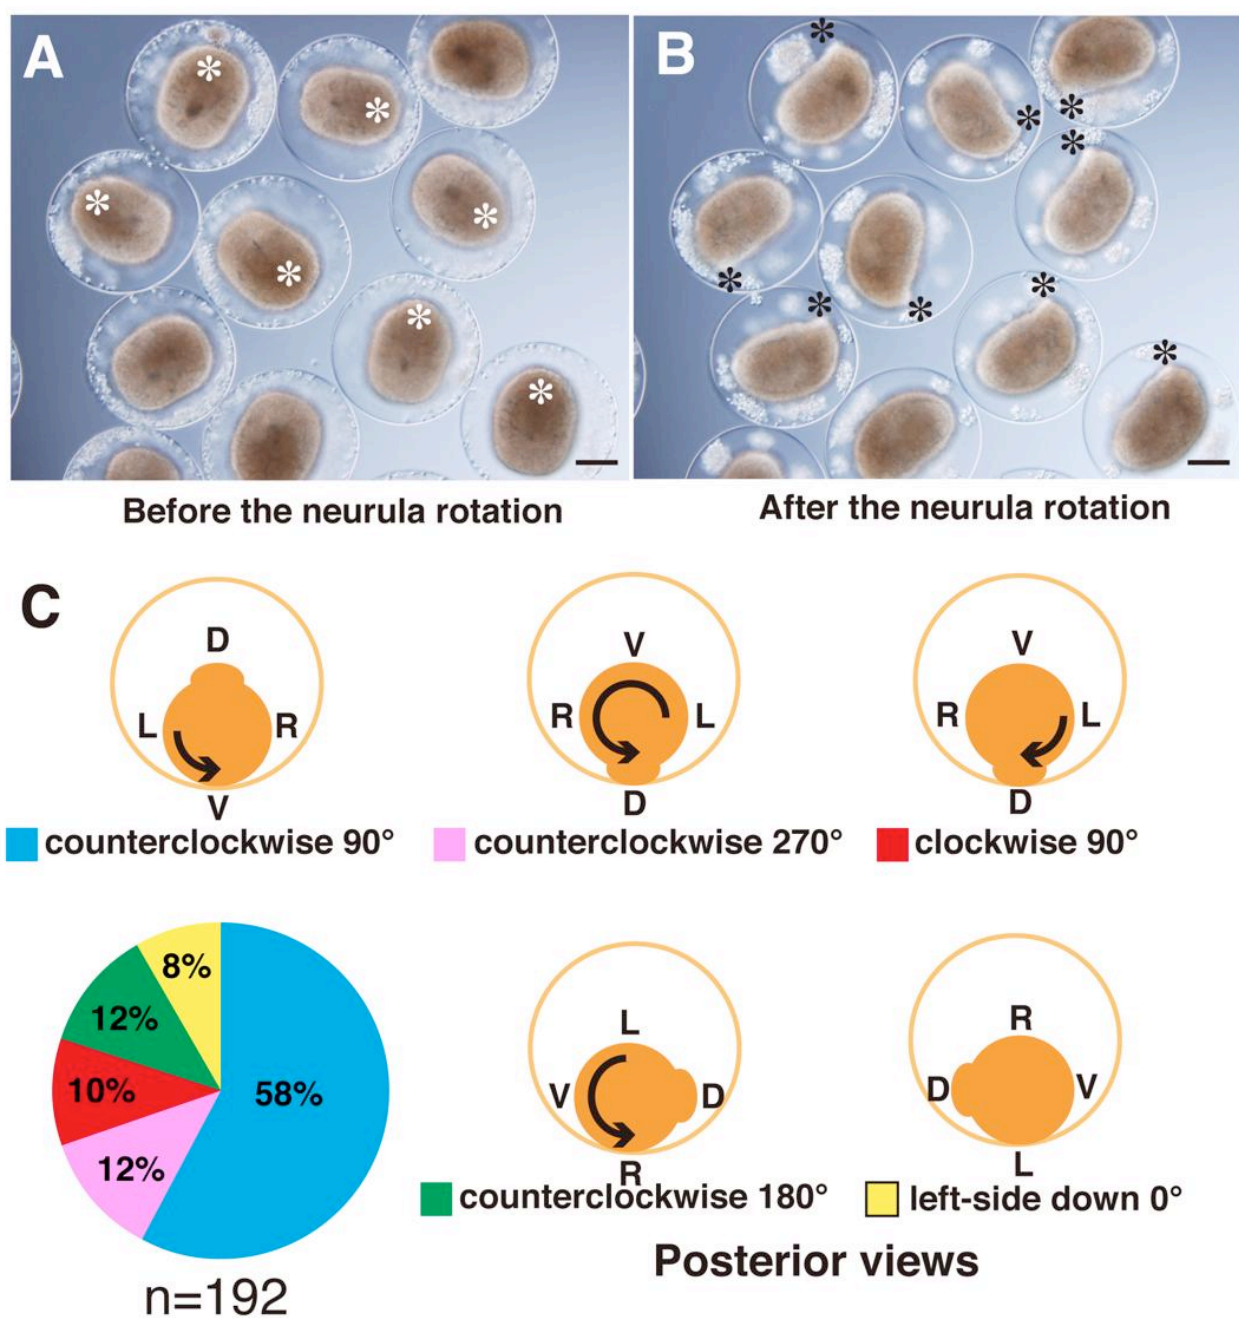 A
B
Before the neurula rotation
After the neurula rotation
C
D
L R
V
counterclockwise 90°
V
R L
D
counterclockwise 270°
V
R L
D
clockwise 90°
8%
12%
10%
58%
12%
n=192
L
V D
R
counterclockwise 180°
R
D V
L
left-side down 0°
Posterior views